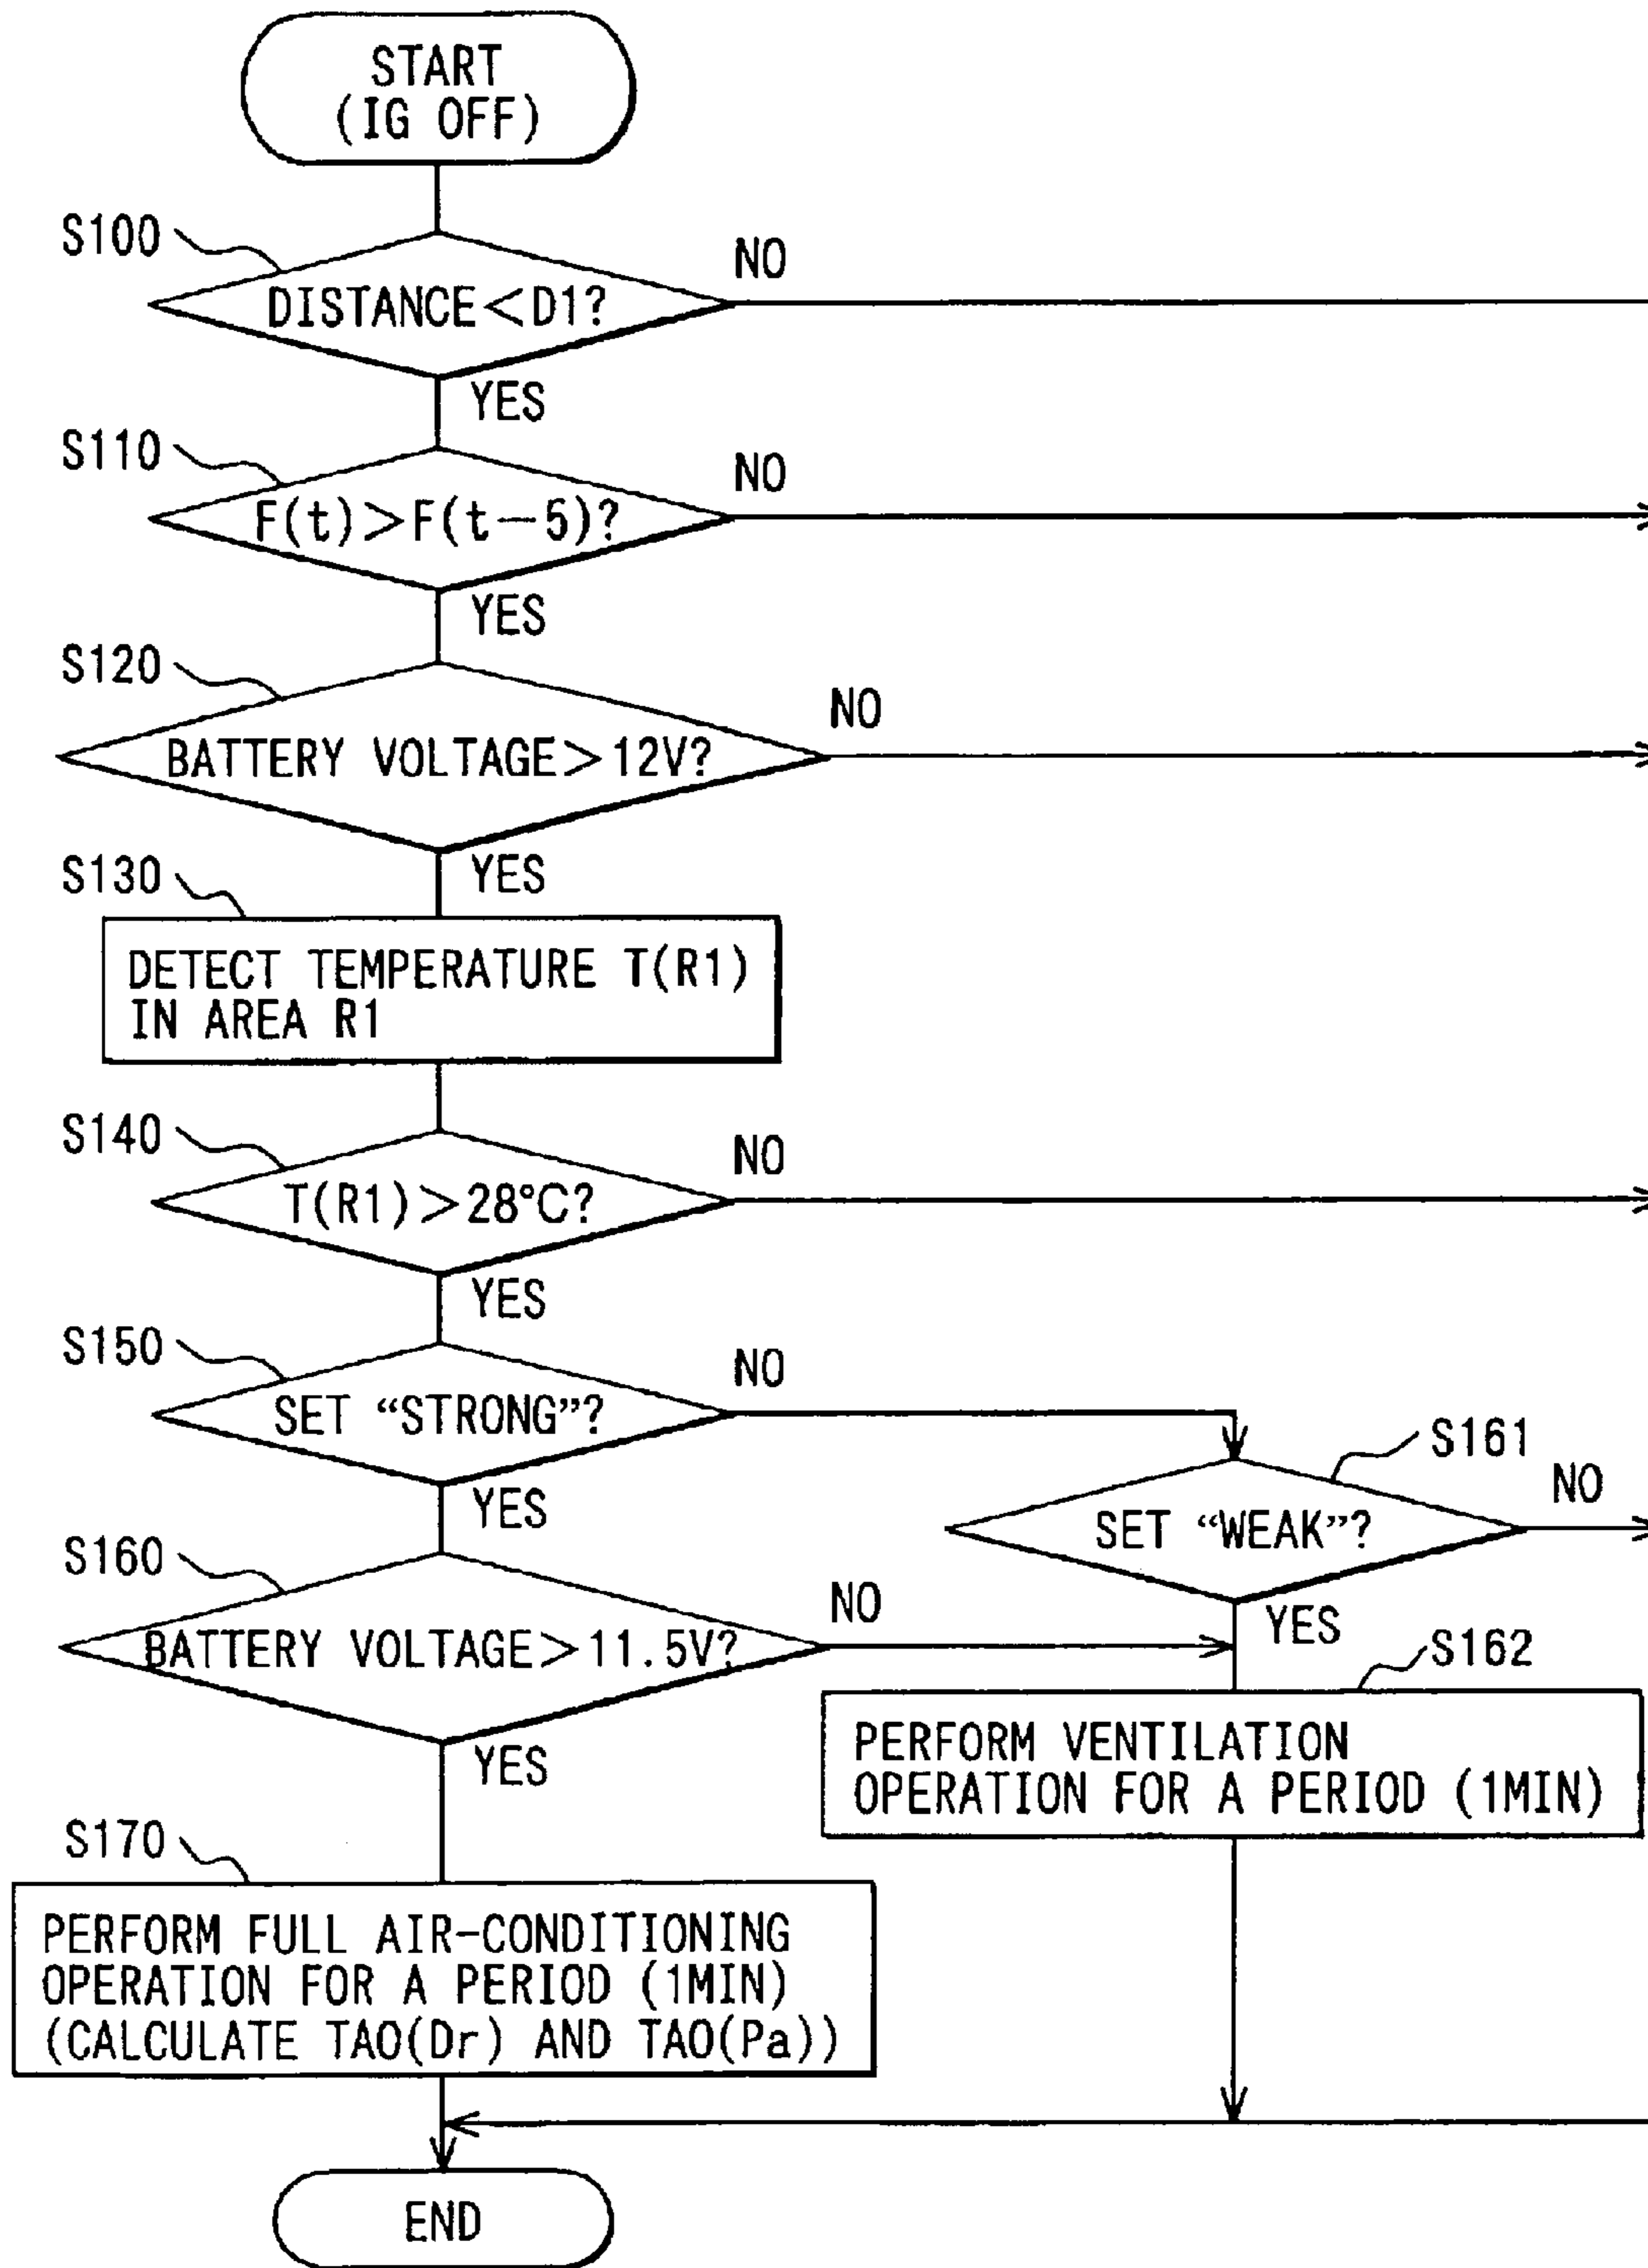 START
(IG OFF)
S100
DISTANCE<D1?
NO
YES
S110
F(t)>F(t-5)?
NO
YES
S120
BATTERY VOLTAGE>12V?
NO
YES
S130
DETECT TEMPERATURE T(R1)
IN AREA R1
S140
T(R1)>28°C?
NO
YES
S150
SET “STRONG”?
NO
YES
S161
SET “WEAK”?
NO
YES
S160
BATTERY VOLTAGE>11.5V?
NO
YES
S162
PERFORM VENTILATION
OPERATION FOR A PERIOD (1MIN)
S170
PERFORM FULL AIR-CONDITIONING
OPERATION FOR A PERIOD (1MIN)
(CALCULATE TAO(Dr) AND TAO(Pa))
END